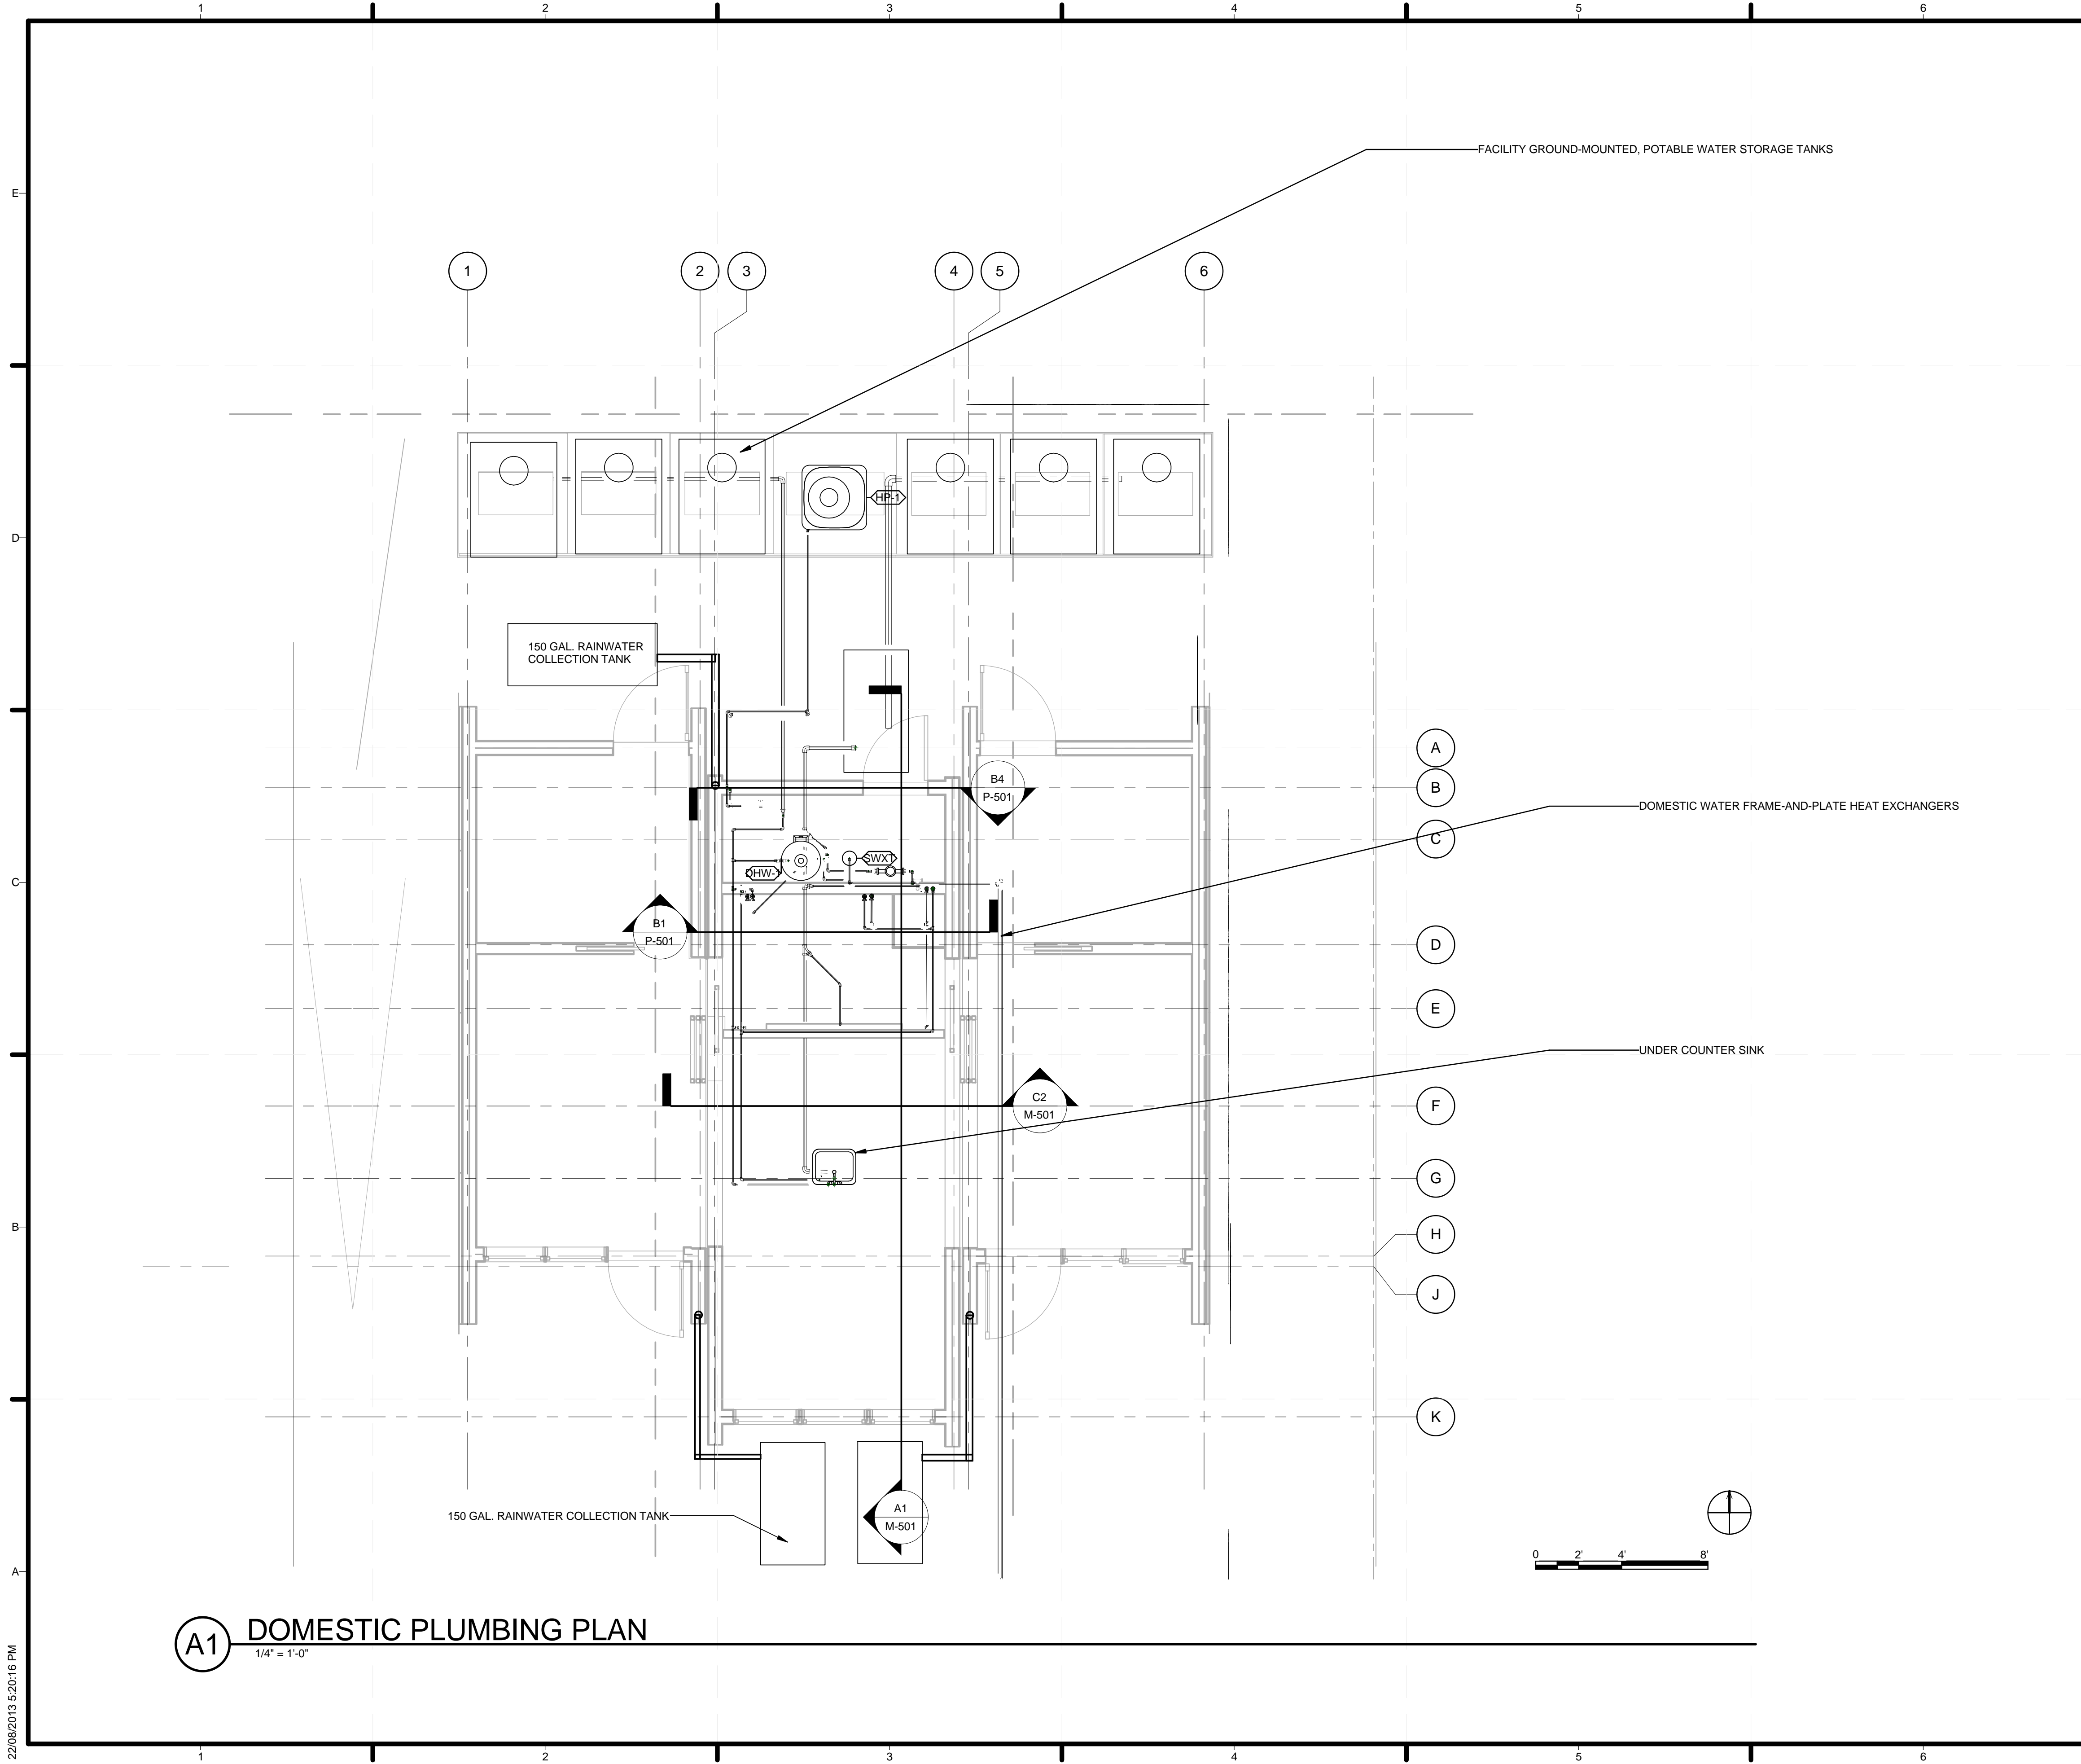 1 2 3 4 5 6
FACILITY GROUND-MOUNTED, POTABLE WATER STORAGE TANKS
E
1 2 3 4 5 6
HP-1
D
150 GAL. RAINWATER
COLLECTION TANK
A
B4
P-501
B
DOMESTIC WATER FRAME-AND-PLATE HEAT EXCHANGERS
C
SWXT
DHW-1
C
B1
P-501
D
E
UNDER COUNTER SINK
C2
M-501
F
G
B
H
J
K
A1
M-501
150 GAL. RAINWATER COLLECTION TANK
0 2' 4' 8'
A
A1 DOMESTIC PLUMBING PLAN
1/4" = 1'-0"
22/08/2013 5:20:16 PM
1 2 3 4 5 6